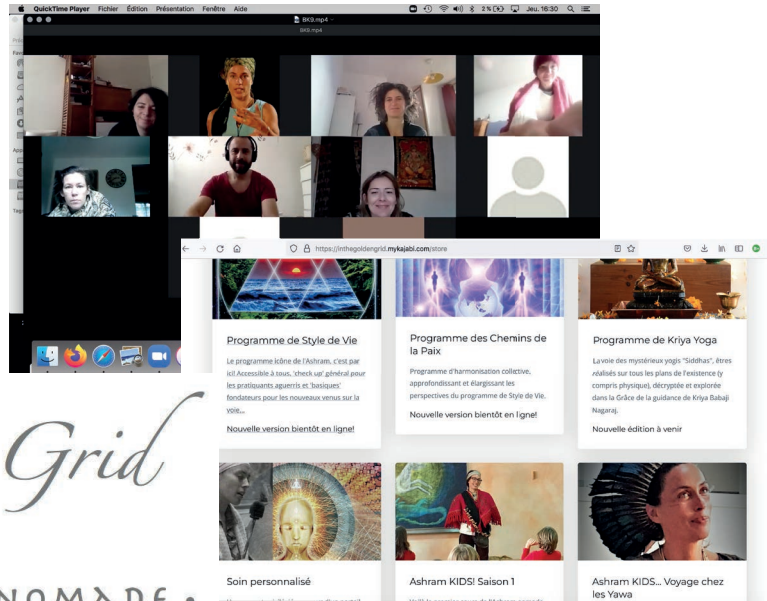 QuickTime Player Fichier Édition Présentation Fenêtre Aide
2 % Jeu. 16:30
BK9.mp4
BK9.mp4
https://inthegoldengrid.mykajabi.com/store
Programme de Style de Vie
Le programme icône de l'Ashram, c'est par
ici! Accessible à tous, 'check up' général pour
les pratiquants aguerris et 'basiques'
fondateurs pour les nouveaux venus sur la
voie...
Nouvelle version bientôt en ligne!
Programme des Chemins de
la Paix
Programme d'harmonisation collective,
approfondissant et élargissant les
perspectives du programme de Style de Vie.
Nouvelle version bientôt en ligne!
Programme de Kriya Yoga
La voie des mystérieux yogis "Siddhas", êtres
réalisés sur tous les plans de l'existence (y
compris physique), décryptée et explorée
dans la Grâce de la guidance de Kriya Babaji
Nagaraj.
Nouvelle édition à venir
Grid
NOMADE •
Soin personnalisé
Ashram KIDS! Saison 1
Ashram KIDS... Voyage chez
les Yawa